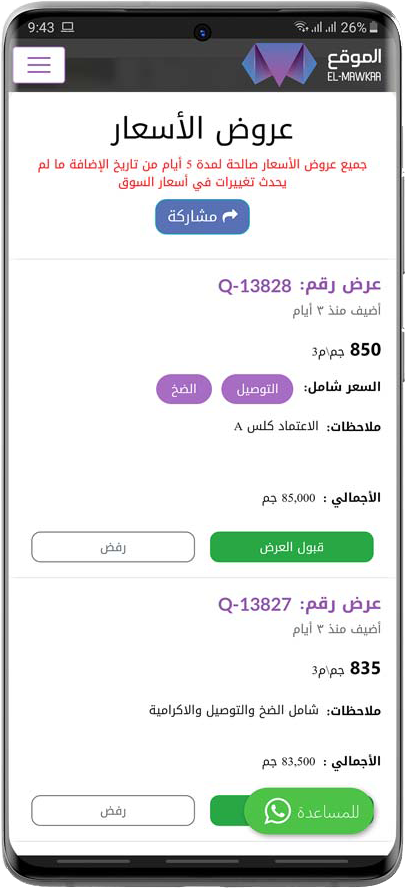 9:43 26%
الموقع
EL-MAWKAA
عروض الأسعار
جميع عروض الأسعار صالحة لمدة 5 أيام من تاريخ الإضافة ما لم
يحدث تغييرات في أسعار السوق
مشاركة
عرض رقم: Q-13828
أضيف منذ ٣ أيام
850 جم\م3
السعر شامل: التوصيل الضخ
ملاحظات: الاعتماد كلس A
الأجمالي : 85,000 جم
قبول العرض رفض
عرض رقم: Q-13827
أضيف منذ ٣ أيام
835 جم\م3
ملاحظات: شامل الضخ والتوصيل والاكرامية
الأجمالي : 83,500 جم
للمساعدة رفض